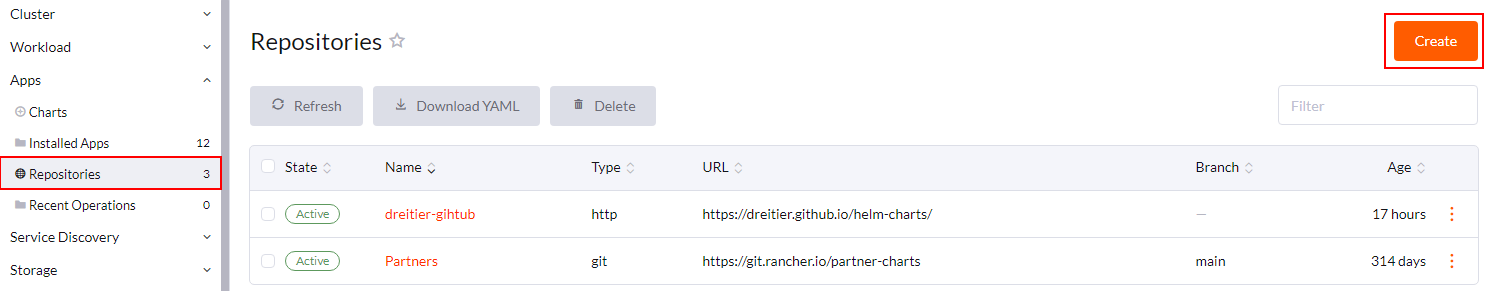 Cluster
Workload
Apps
Charts
Installed Apps 12
Repositories 3
Recent Operations 0
Service Discovery
Storage
Repositories
Create
Refresh Download YAML Delete Filter
State Name Type URL Branch Age
Active dreitier-gihtub http https://dreitier.github.io/helm-charts/ — 17 hours
Active Partners git https://git.rancher.io/partner-charts main 314 days